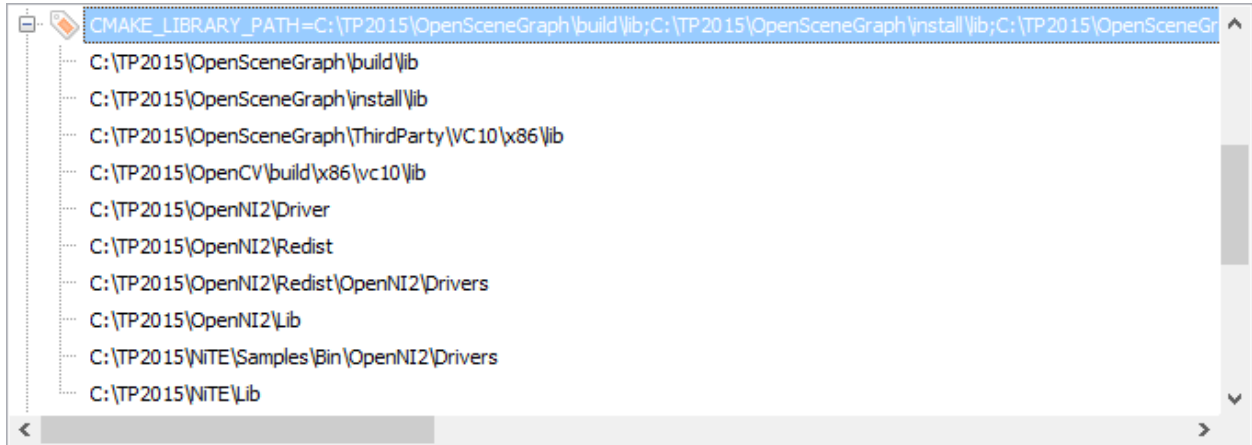 CMAKE_LIBRARY_PATH=C:\TP2015\OpenSceneGraph\build\lib;C:\TP2015\OpenSceneGraph\install\lib;C:\TP2015\OpenSceneGr
C:\TP2015\OpenSceneGraph\build\lib
C:\TP2015\OpenSceneGraph\install\lib
C:\TP2015\OpenSceneGraph\ThirdParty\VC10\x86\lib
C:\TP2015\OpenCV\build\x86\vc10\lib
C:\TP2015\OpenNI2\Driver
C:\TP2015\OpenNI2\Redist
C:\TP2015\OpenNI2\Redist\OpenNI2\Drivers
C:\TP2015\OpenNI2\Lib
C:\TP2015\NiTE\Samples\Bin\OpenNI2\Drivers
C:\TP2015\NiTE\Lib